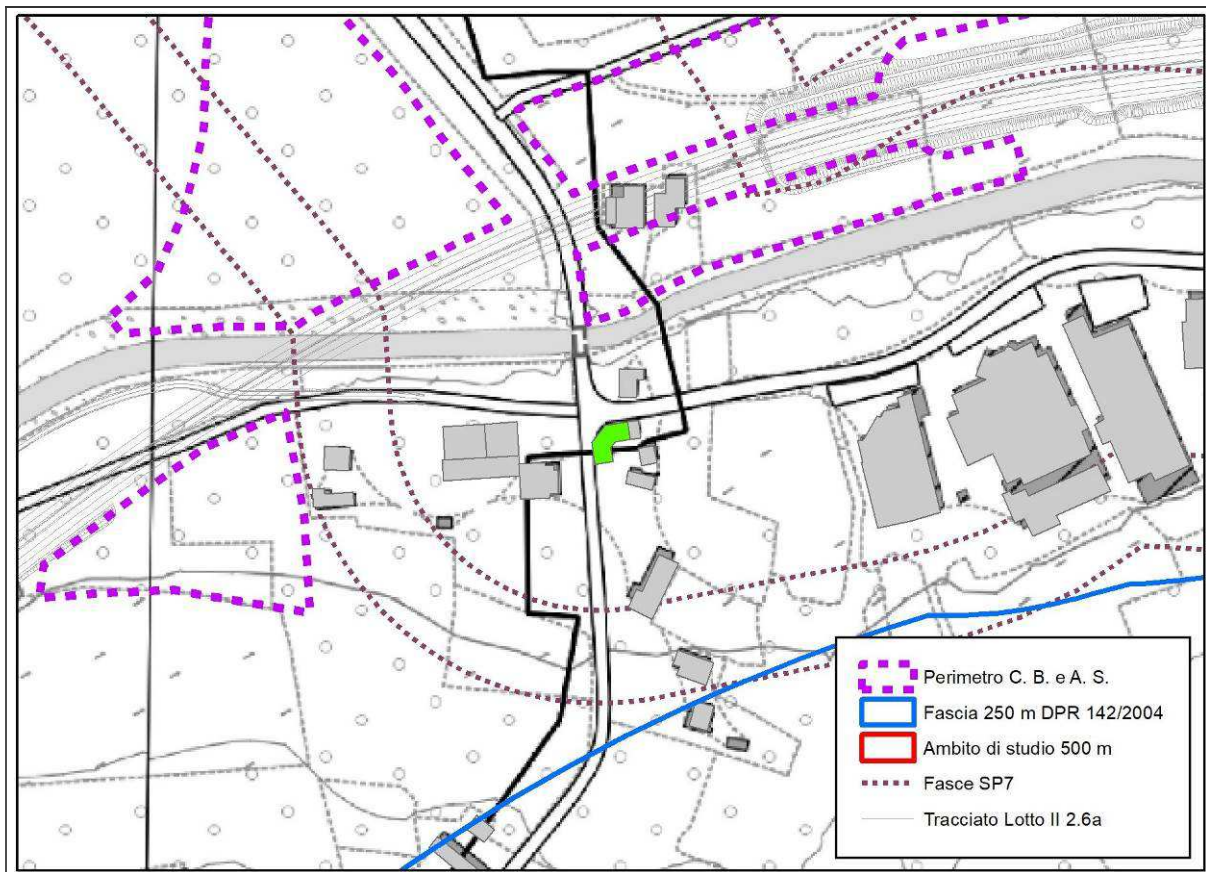 Perimetro C. B. e A. S.
Fascia 250 m DPR 142/2004
Ambito di studio 500 m
Fasce SP7
Tracciato Lotto II 2.6a